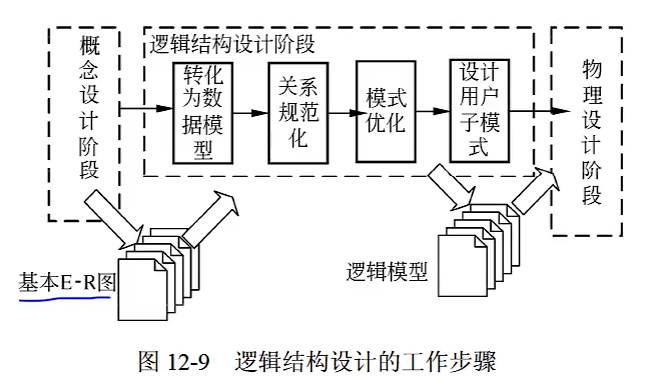 概念设计阶段
逻辑结构设计阶段
转化
为数
据模
型
关系
规范
化
模式
优化
设计
用户
子模
式
物理设计阶段
基本E-R图
逻辑模型
图 12-9 逻辑结构设计的工作步骤